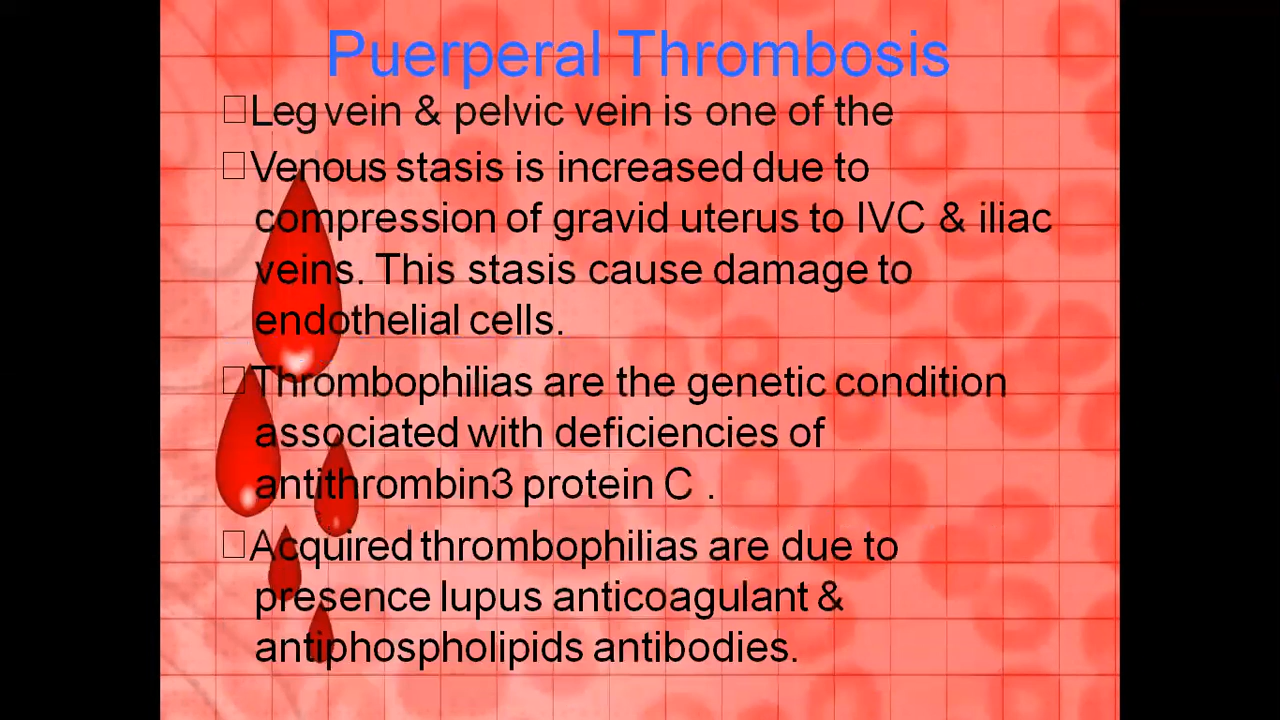 Puerperal Thrombosis
Leg vein & pelvic vein is one of the
Venous stasis is increased due to
compression of gravid uterus to IVC & iliac
veins. This stasis cause damage to
endothelial cells.
Thrombophilias are the genetic condition
associated with deficiencies of
antithrombin3 protein C .
Acquired thrombophilias are due to
presence lupus anticoagulant &
antiphospholipids antibodies.